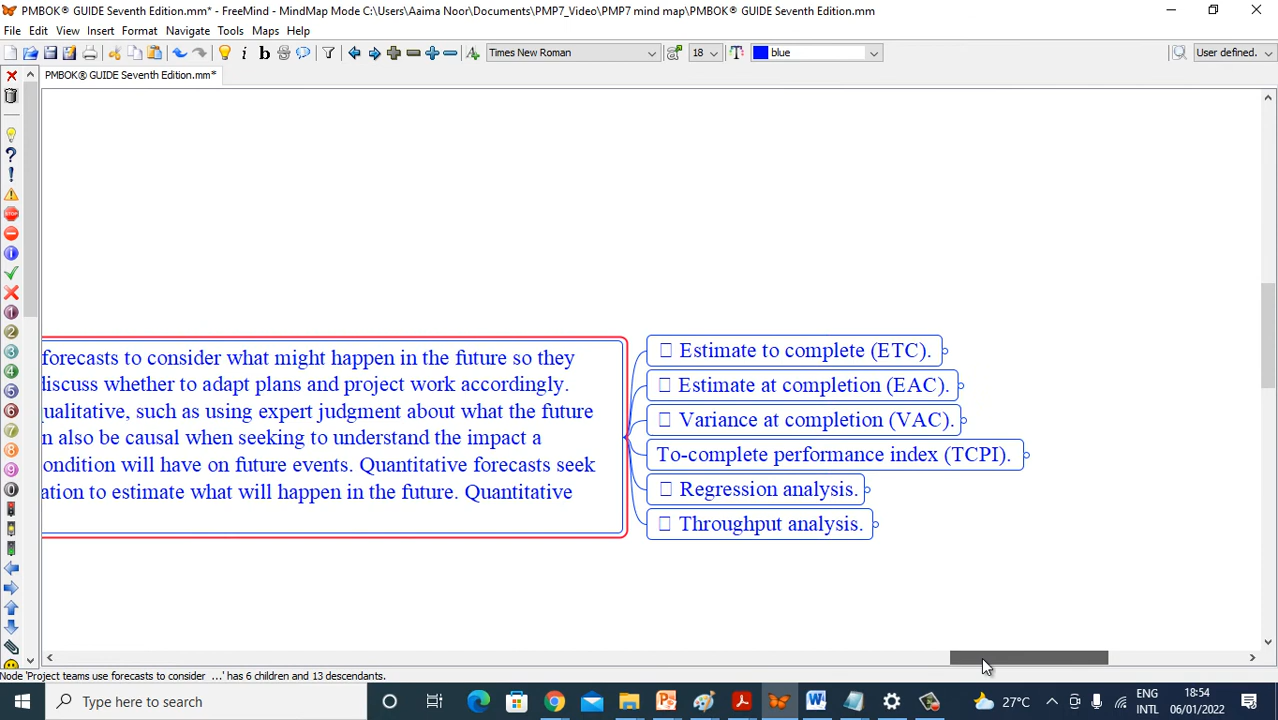 PMBOK® GUIDE Seventh Edition.mm* - FreeMind - MindMap Mode C:\Users\Aaima Noor\Documents\PMP7_Video\PMP7 mind map\PMBOK® GUIDE Seventh Edition.mm
File Edit View Insert Format Navigate Tools Maps Help
Times New Roman 18 blue User defined.
PMBOK® GUIDE Seventh Edition.mm*
forecasts to consider what might happen in the future so they
discuss whether to adapt plans and project work accordingly.
qualitative, such as using expert judgment about what the future
n also be causal when seeking to understand the impact a
ondition will have on future events. Quantitative forecasts seek
ation to estimate what will happen in the future. Quantitative
Estimate to complete (ETC).
Estimate at completion (EAC).
Variance at completion (VAC).
To-complete performance index (TCPI).
Regression analysis.
Throughput analysis.
Node 'Project teams use forecasts to consider ...' has 6 children and 13 descendants.
Type here to search
27°C
ENG
INTL
18:54
06/01/2022